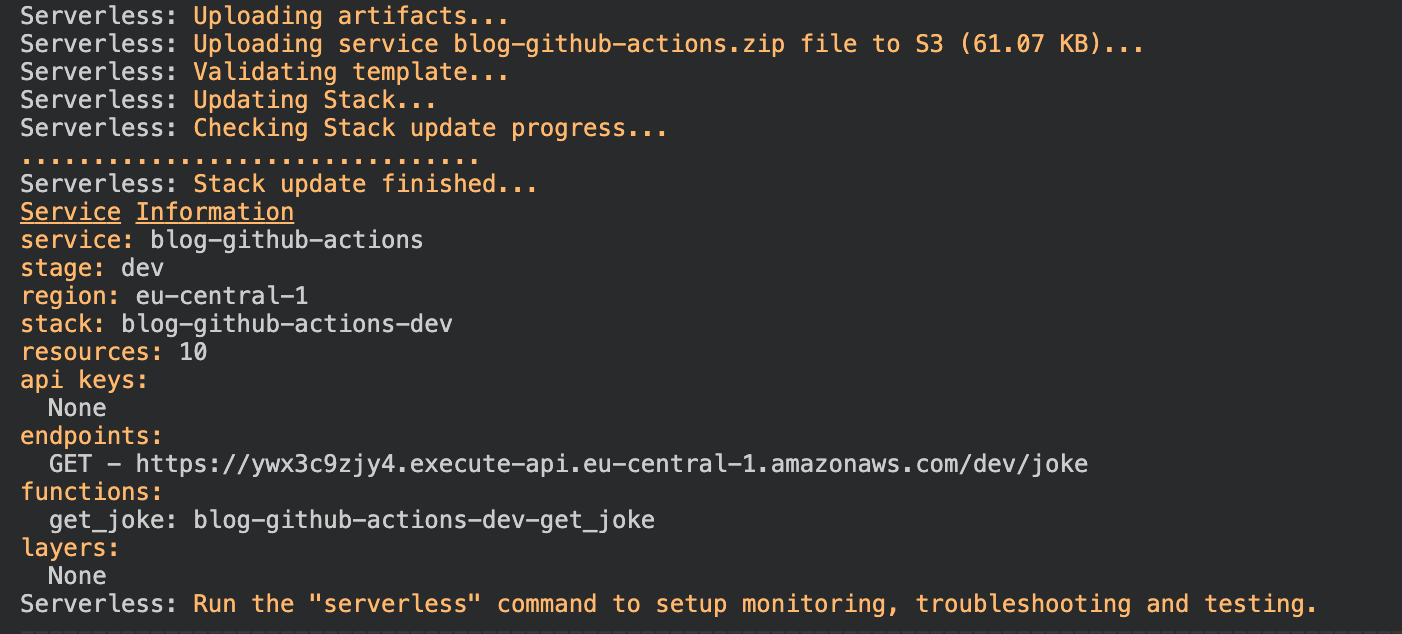 Serverless: Uploading artifacts...
Serverless: Uploading service blog-github-actions.zip file to S3 (61.07 KB)...
Serverless: Validating template...
Serverless: Updating Stack...
Serverless: Checking Stack update progress...
................................
Serverless: Stack update finished...
Service Information
service: blog-github-actions
stage: dev
region: eu-central-1
stack: blog-github-actions-dev
resources: 10
api keys:
  None
endpoints:
  GET - https://ywx3c9zjy4.execute-api.eu-central-1.amazonaws.com/dev/joke
functions:
  get_joke: blog-github-actions-dev-get_joke
layers:
  None
Serverless: Run the "serverless" command to setup monitoring, troubleshooting and testing.